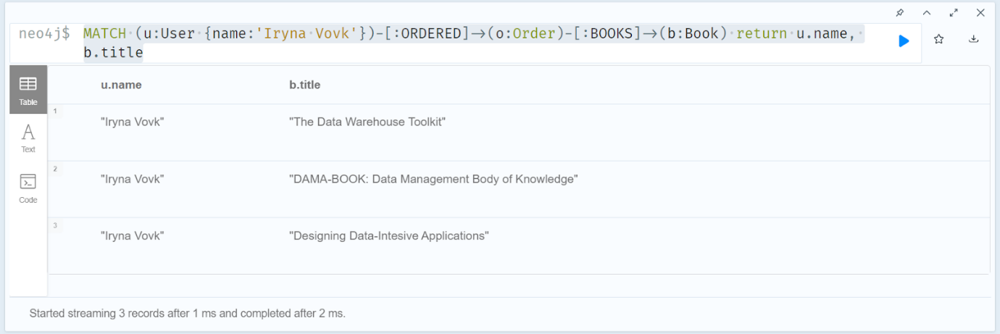 neo4j$ MATCH (u:User {name:'Iryna Vovk'})-[:ORDERED]→(o:Order)-[:BOOKS]→(b:Book) return u.name,
b.title
Table
Text
Code
u.name b.title
1
"Iryna Vovk" "The Data Warehouse Toolkit"
2
"Iryna Vovk" "DAMA-BOOK: Data Management Body of Knowledge"
3
"Iryna Vovk" "Designing Data-Intesive Applications"
Started streaming 3 records after 1 ms and completed after 2 ms.